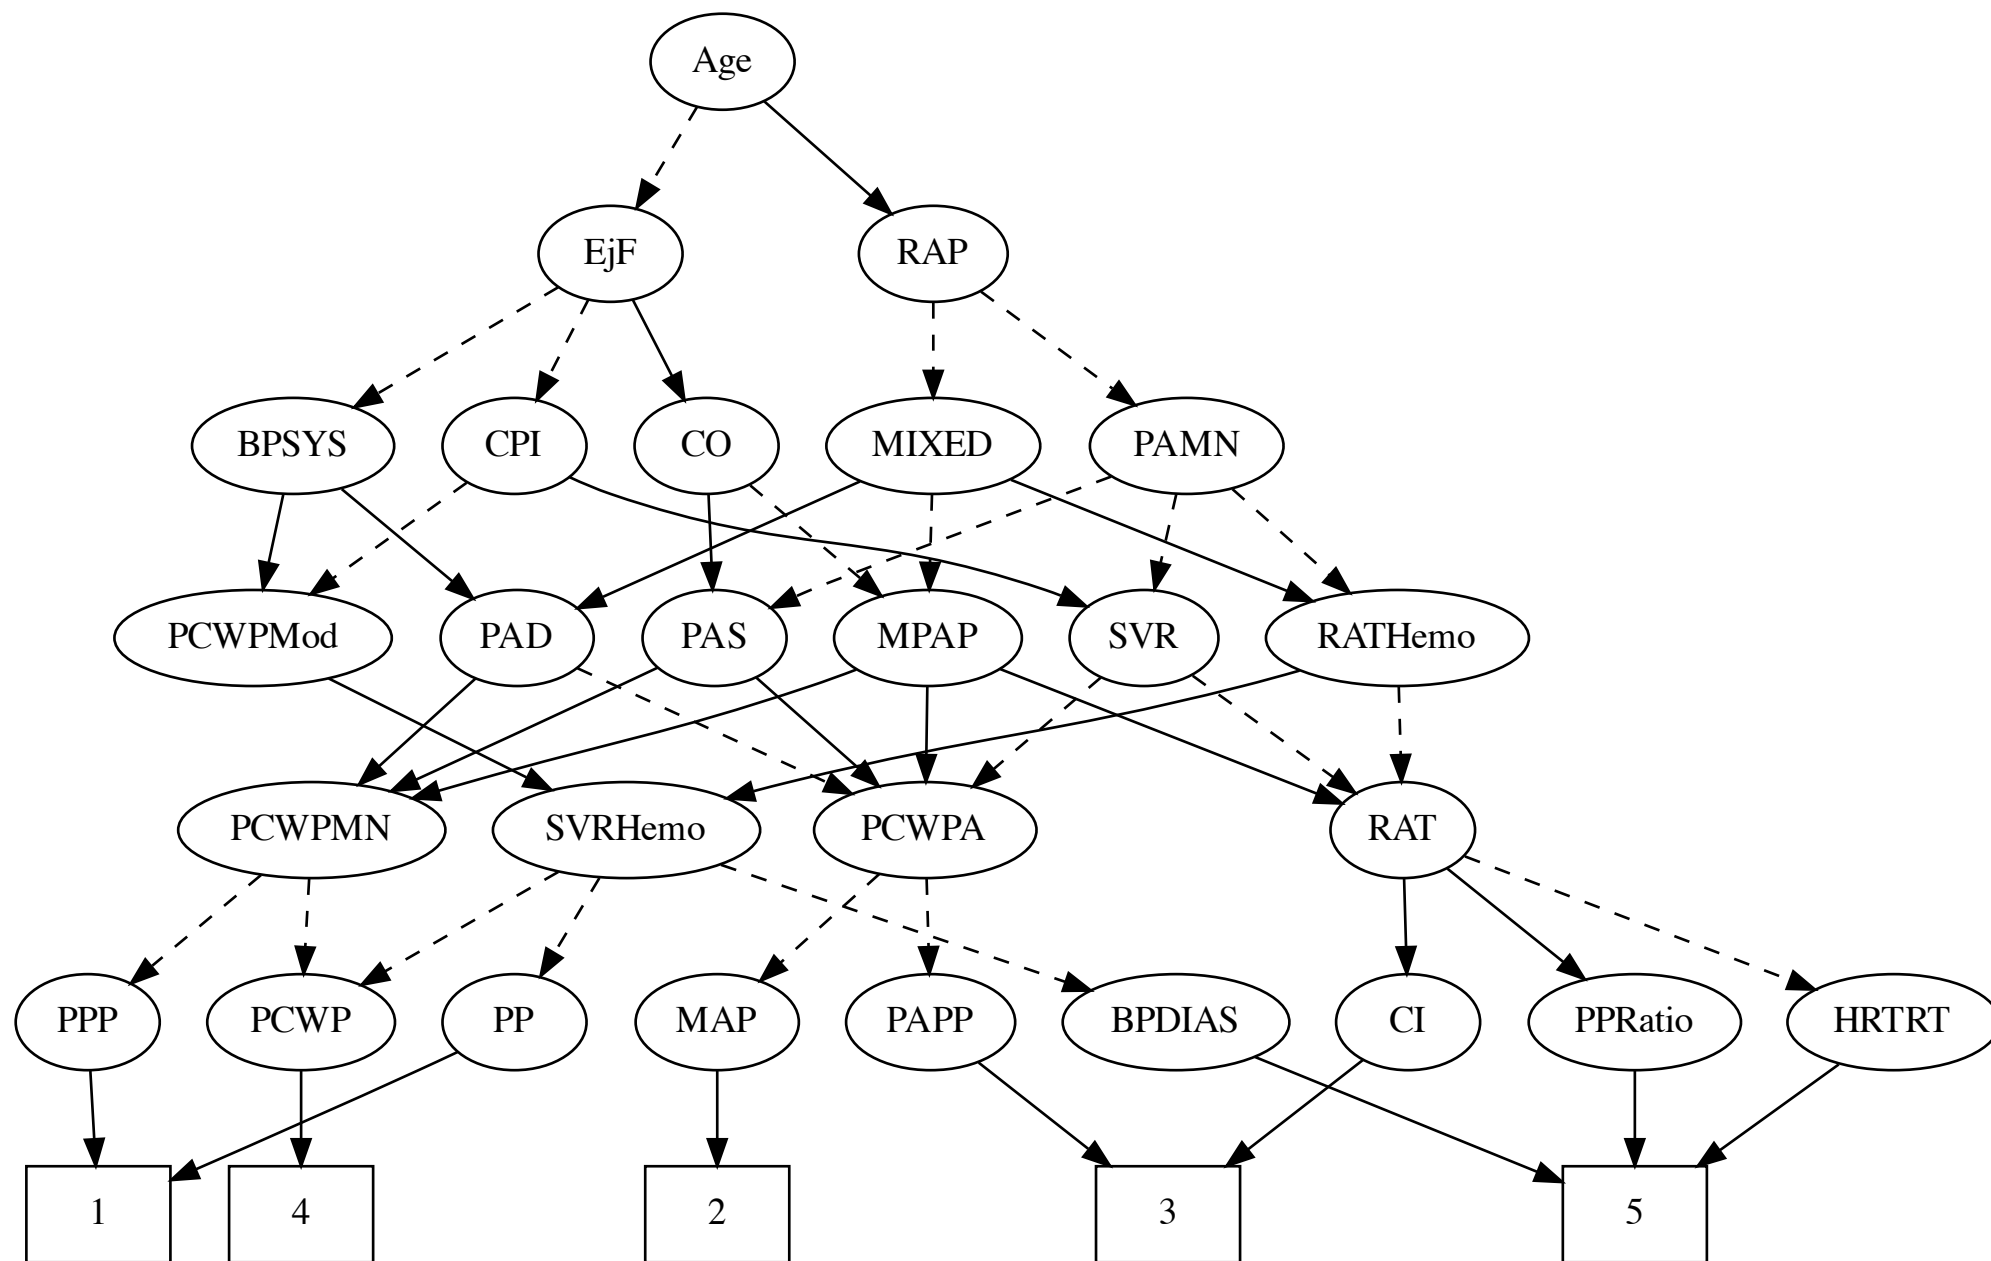 Age
EjF
RAP
BPSYS
CPI
CO
MIXED
PAMN
PCWPMod
PAD
PAS
MPAP
SVR
RATHemo
PCWPMN
SVRHemo
PCWPA
RAT
PPP
PCWP
PP
MAP
PAPP
BPDIAS
CI
PPRatio
HRTRT
1
4
2
3
5